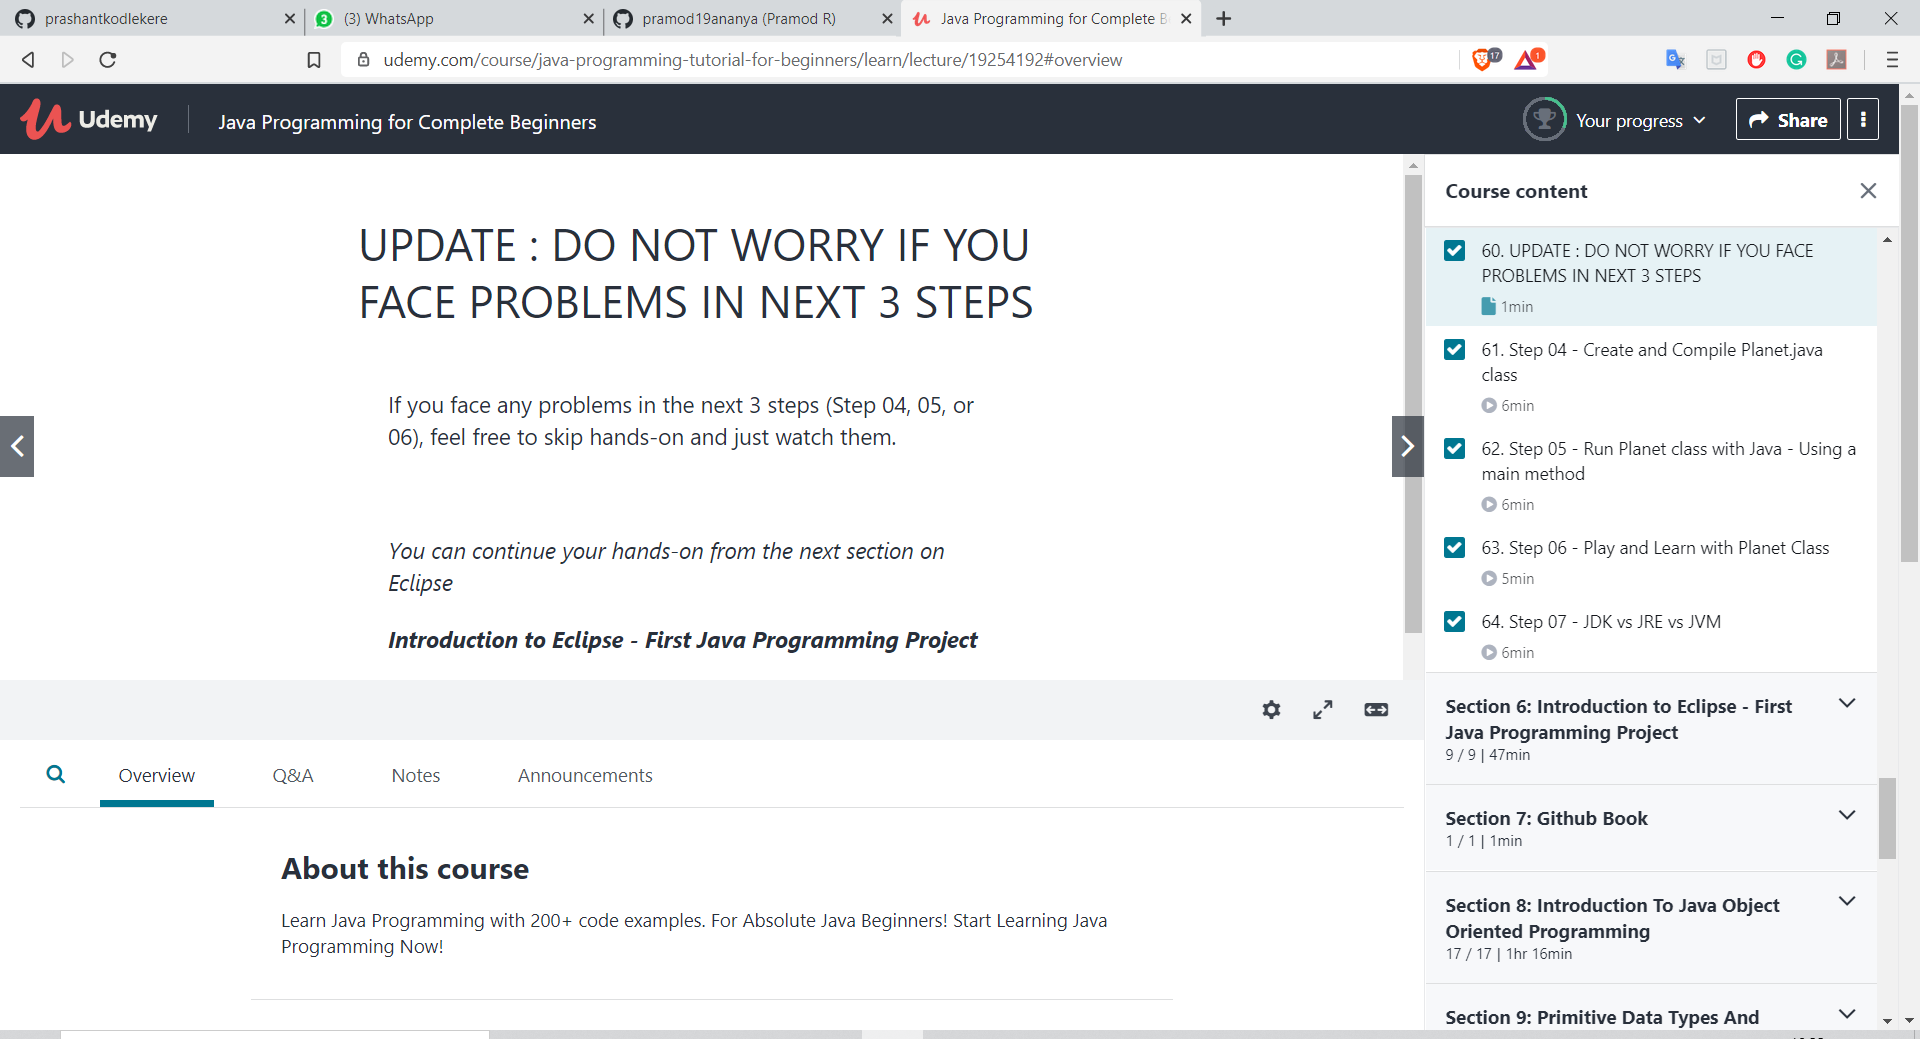 prashantkodlekere
3
(3) WhatsApp
pramod19ananya (Pramod R)
Java Programming for Complete B
udemy.com/course/java-programming-tutorial-for-beginners/learn/lecture/19254192#overview
17
1
Udemy
Java Programming for Complete Beginners
Your progress
Share
UPDATE : DO NOT WORRY IF YOU
FACE PROBLEMS IN NEXT 3 STEPS
If you face any problems in the next 3 steps (Step 04, 05, or
06), feel free to skip hands-on and just watch them.
You can continue your hands-on from the next section on
Eclipse
Introduction to Eclipse - First Java Programming Project
Course content
60. UPDATE : DO NOT WORRY IF YOU FACE
PROBLEMS IN NEXT 3 STEPS
1min
61. Step 04 - Create and Compile Planet.java
class
6min
62. Step 05 - Run Planet class with Java - Using a
main method
6min
63. Step 06 - Play and Learn with Planet Class
5min
64. Step 07 - JDK vs JRE vs JVM
6min
Section 6: Introduction to Eclipse - First
Java Programming Project
9 / 9 | 47min
Section 7: Github Book
1 / 1 | 1min
Section 8: Introduction To Java Object
Oriented Programming
17 / 17 | 1hr 16min
Section 9: Primitive Data Types And
Overview
Q&A
Notes
Announcements
About this course
Learn Java Programming with 200+ code examples. For Absolute Java Beginners! Start Learning Java
Programming Now!